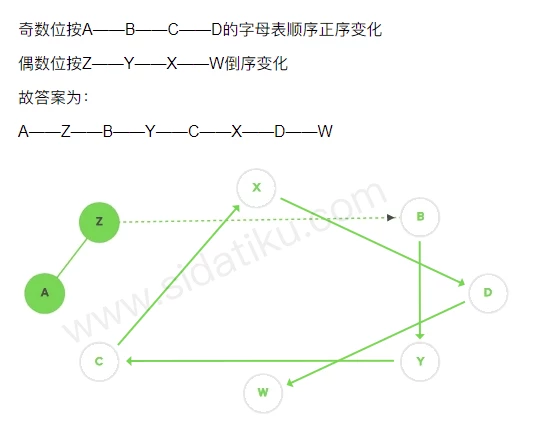 奇数位按A——B——C——D的字母表顺序正序变化
偶数位按Z——Y——X——W倒序变化
故答案为：
A——Z——B——Y——C——X——D——W
X
Z
B
A
D
C
Y
W
www.sidatiku.com